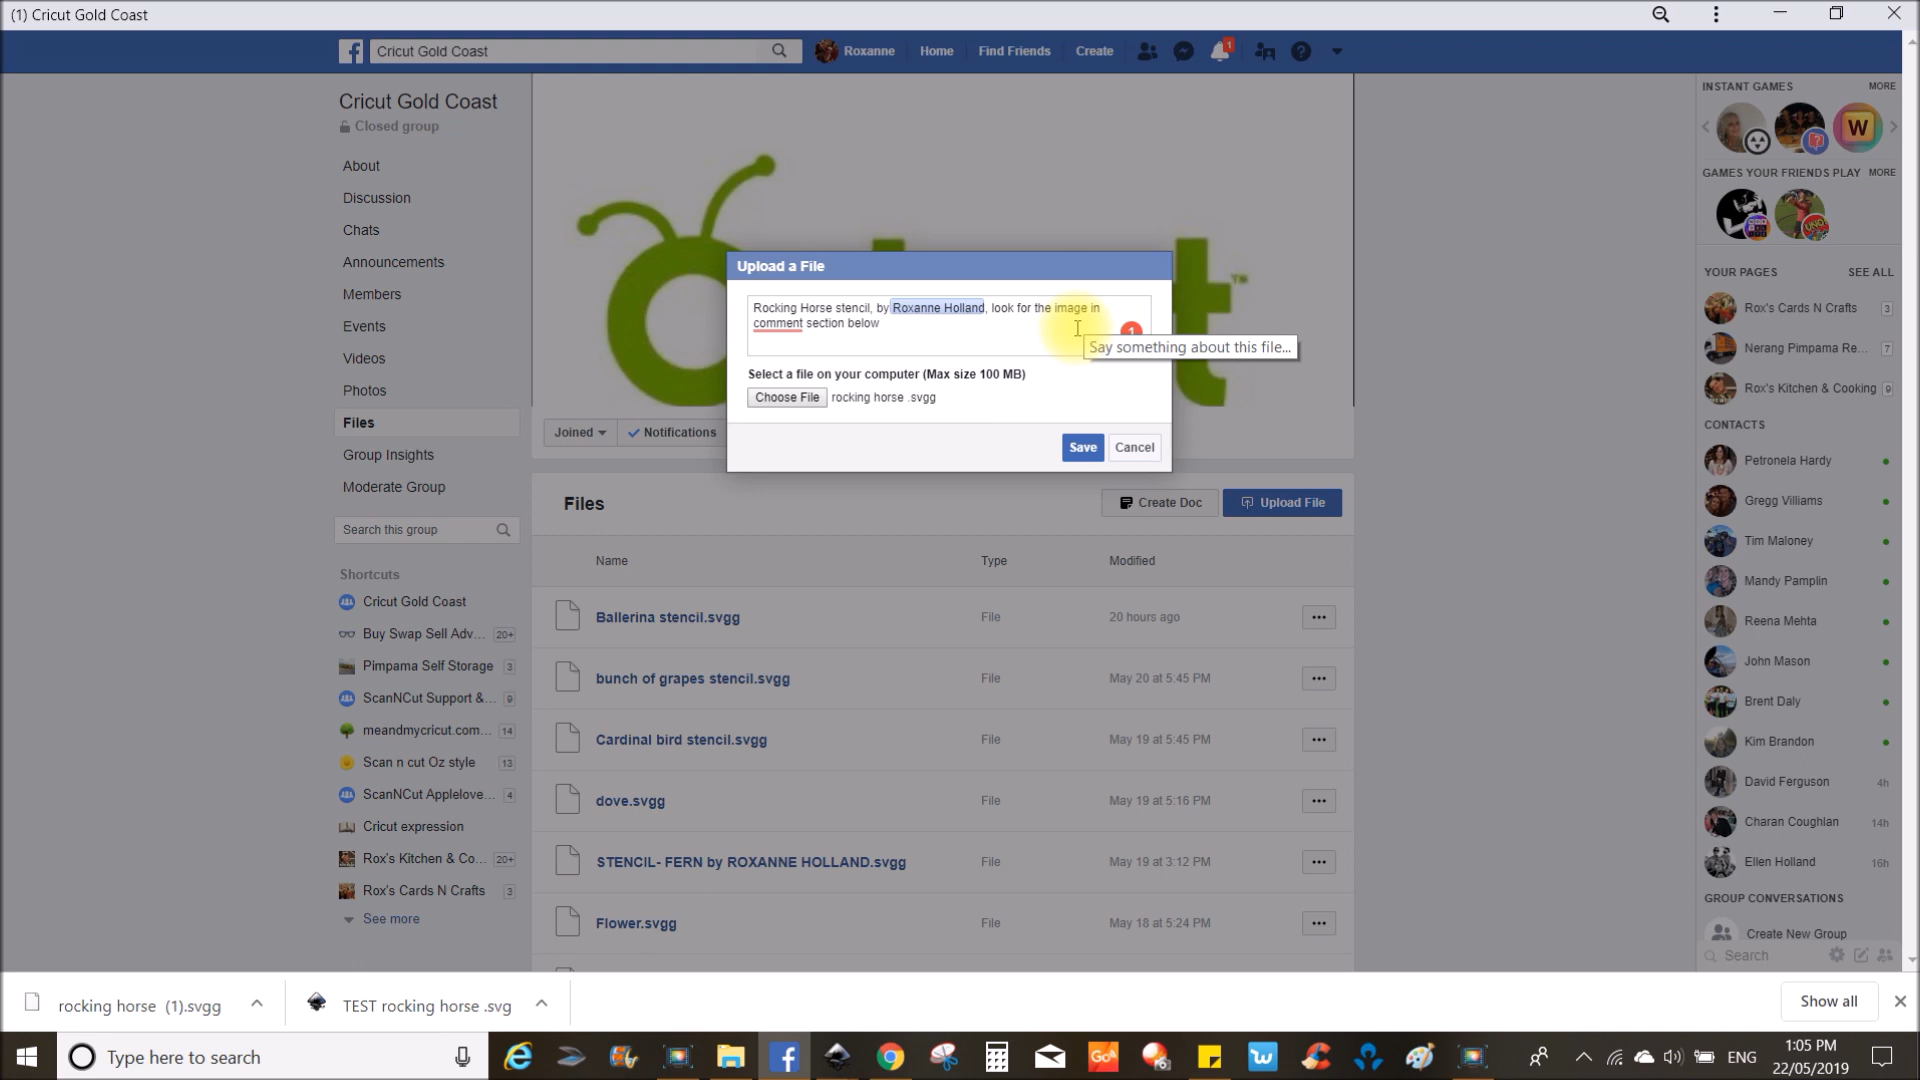 (1) Cricut Gold Coast
Cricut Gold Coast
Roxanne
Home
Find Friends
Create
1
Cricut Gold Coast
Closed group
About
Discussion
Chats
Announcements
Members
Events
Videos
Photos
Files
Group Insights
Moderate Group
Search this group
Shortcuts
Cricut Gold Coast
Buy Swap Sell Adv... 20+
Pimpama Self Storage 3
ScanNCut Support &... 9
meandmycricut.com... 14
Scan n cut Oz style 13
ScanNCut Applelove... 4
Cricut expression
Rox's Kitchen & Co... 20+
Rox's Cards N Crafts 3
See more
Upload a File
Rocking Horse stencil, by Roxanne Holland, look for the image in
comment section below
1
Say something about this file...
Select a file on your computer (Max size 100 MB)
Choose File rocking horse .svgg
Save
Cancel
TM
Joined
Notifications
Files
Create Doc
Upload File
Name Type Modified
Ballerina stencil.svgg File 20 hours ago
bunch of grapes stencil.svgg File May 20 at 5:45 PM
Cardinal bird stencil.svgg File May 19 at 5:45 PM
dove.svgg File May 19 at 5:16 PM
STENCIL- FERN by ROXANNE HOLLAND.svgg File May 19 at 3:12 PM
Flower.svgg File May 18 at 5:24 PM
INSTANT GAMES MORE
W
GAMES YOUR FRIENDS PLAY MORE
UNO
YOUR PAGES SEE ALL
Rox's Cards N Crafts 3
Nerang Pimpama Re... 7
Rox's Kitchen & Cooking 9
CONTACTS
Petronela Hardy
Gregg Villiams
Tim Maloney
Mandy Pamplin
Reena Mehta
John Mason
Brent Daly
Kim Brandon
David Ferguson 4h
Charan Coughlan 14h
Ellen Holland 16h
GROUP CONVERSATIONS
Create New Group
Search
rocking horse (1).svgg
TEST rocking horse .svg
Show all
Type here to search
Go!
ENG
1:05 PM
22/05/2019